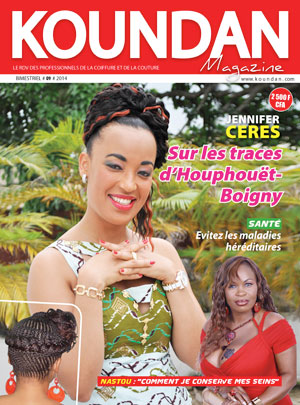 KOUNDAN
Magazine
LE RDV DES PROFESSIONNELS DE LA COIFFURE ET DE LA COUTURE
www.koundan.com
BIMESTRIEL # 09 # 2014
2 500 F
CFA
JENNIFER
CERES
Sur les traces
d'Houphouët-
Boigny
SANTÉ
Evitez les maladies
héréditaires
NASTOU : "COMMENT JE CONSERVE MES SEINS"